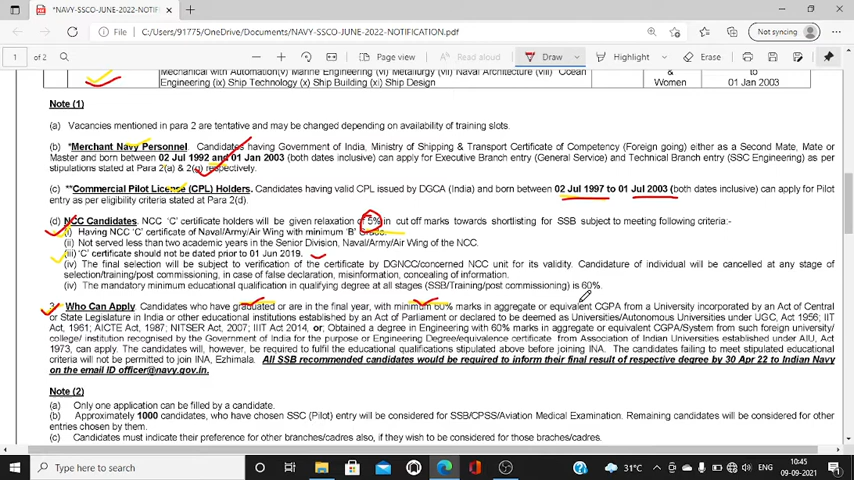 *NAVY-SSCO-JUNE-2022-NOTIF
C:/Users/91775/OneDrive/Documents/NAVY-SSCO-JUNE-2022-NOTIFICATION.pdf
Not syncing
1 of 2
Page view
Read aloud
Draw
Highlight
Erase
Mechanical with Automation(v) Marine Engineering (vi) Metallurgy (vii) Naval Architecture (viii) Ocean
Engineering (ix) Ship Technology (x) Ship Building (xi) Ship Design
&
Women
to
01 Jan 2003
Note (1)
(a) Vacancies mentioned in para 2 are tentative and may be changed depending on availability of training slots.
(b) *Merchant Navy Personnel. Candidates having Government of India, Ministry of Shipping & Transport Certificate of Competency (Foreign going) either as a Second Mate, Mate or
Master and born between 02 Jul 1992 and 01 Jan 2003 (both dates inclusive) can apply for Executive Branch entry (General Service) and Technical Branch entry (SSC Engineering) as per
stipulations stated at Para 2(a) & 2(g) respectively.
(c) **Commercial Pilot License (CPL) Holders. Candidates having valid CPL issued by DGCA (India) and born between 02 Jul 1997 to 01 Jul 2003 (both dates inclusive) can apply for Pilot
entry as per eligibility criteria stated at Para 2(d).
(d) NCC Candidates. NCC 'C' certificate holders will be given relaxation of 5% in cut off marks towards shortlisting for SSB subject to meeting following criteria:-
(i) Having NCC 'C' certificate of Naval/Army/Air Wing with minimum 'B' Grade.
(ii) Not served less than two academic years in the Senior Division, Naval/Army/Air Wing of the NCC.
(iii) 'C' certificate should not be dated prior to 01 Jun 2019.
(iv) The final selection will be subject to verification of the certificate by DGNCC/concerned NCC unit for its validity. Candidature of individual will be cancelled at any stage of
selection/training/post commissioning, in case of false declaration, misinformation, concealing of information.
(iv) The mandatory minimum educational qualification in qualifying degree at all stages (SSB/Training/post commissioning) is 60%.
3. Who Can Apply. Candidates who have graduated or are in the final year, with minimum 60% marks in aggregate or equivalent CGPA from a University incorporated by an Act of Central
or State Legislature in India or other educational institutions established by an Act of Parliament or declared to be deemed as Universities/Autonomous Universities under UGC, Act 1956; IIT
Act, 1961; AICTE Act, 1987; NITSER Act, 2007; IIIT Act 2014, or; Obtained a degree in Engineering with 60% marks in aggregate or equivalent CGPA/System from such foreign university/
college/ institution recognised by the Government of India for the purpose or Engineering Degree/equivalence certificate from Association of Indian Universities established under AIU, Act
1973, can apply. The candidates will, however, be required to fulfil the educational qualifications stipulated above before joining INA. The candidates failing to meet stipulated educational
criteria will not be permitted to join INA, Ezhimala. All SSB recommended candidates would be required to inform their final result of respective degree by 30 Apr 22 to Indian Navy
on the email ID officer@navy.gov.in.
Note (2)
(a) Only one application can be filled by a candidate.
(b) Approximately 1000 candidates, who have chosen SSC (Pilot) entry will be considered for SSB/CPSS/Aviation Medical Examination. Remaining candidates will be considered for other
entries chosen by them.
(c) Candidates must indicate their preference for other branches/cadres also, if they wish to be considered for those braches/cadres.
Type here to search
31°C
ENG
10:45
09-09-2021